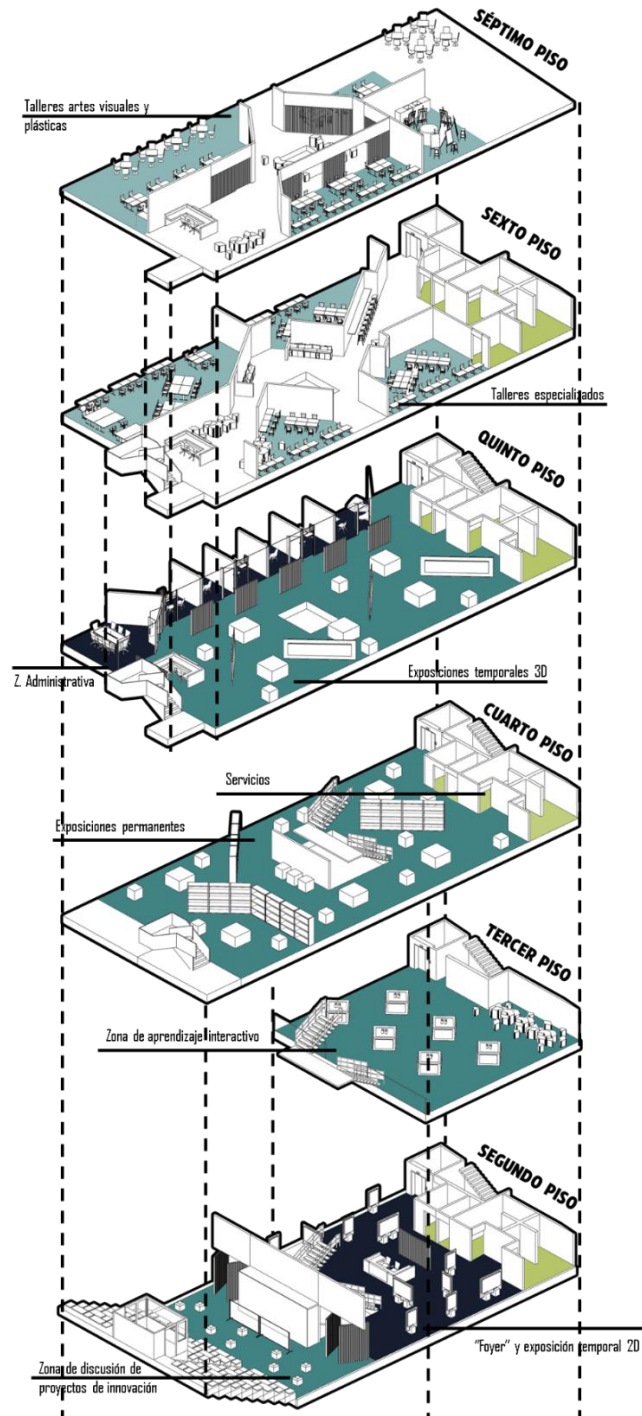 SÉPTIMO PISO
Talleres artes visuales y
plásticas
SEXTO PISO
Talleres especializados
QUINTO PISO
Z. Administrativa
Exposiciones temporales 3D
CUARTO PISO
Servicios
Exposiciones permanentes
TERCER PISO
Zona de aprendizaje interactivo
SEGUNDO PISO
"Foyer" y exposición temporal 2D
Zona de discusión de
proyectos de innovación